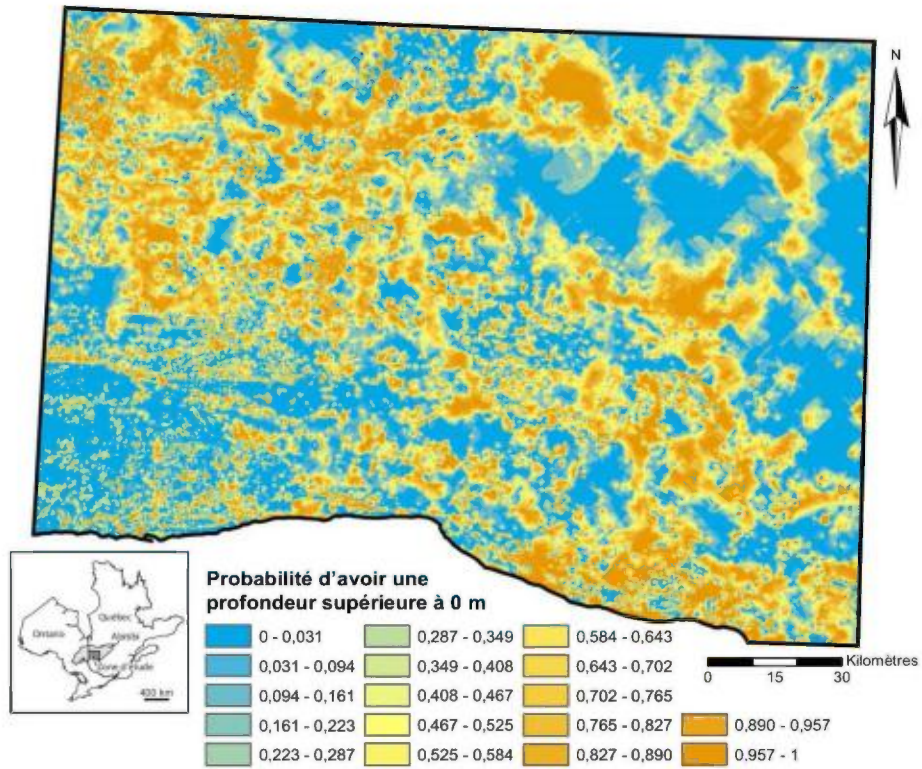 N
Probabilité d'avoir une
profondeur supérieure à 0 m
0 - 0,031
0,031 - 0,094
0,094 - 0,161
0,161 - 0,223
0,223 - 0,287
0,287 - 0,349
0,349 - 0,408
0,408 - 0,467
0,467 - 0,525
0,525 - 0,584
0,584 - 0,643
0,643 - 0,702
0,702 - 0,765
0,765 - 0,827
0,827 - 0,890
0,890 - 0,957
0,957 - 1
Kilomètres
0 15 30
Québec
Ontario
Abitibi
Zone d'étude
400 km